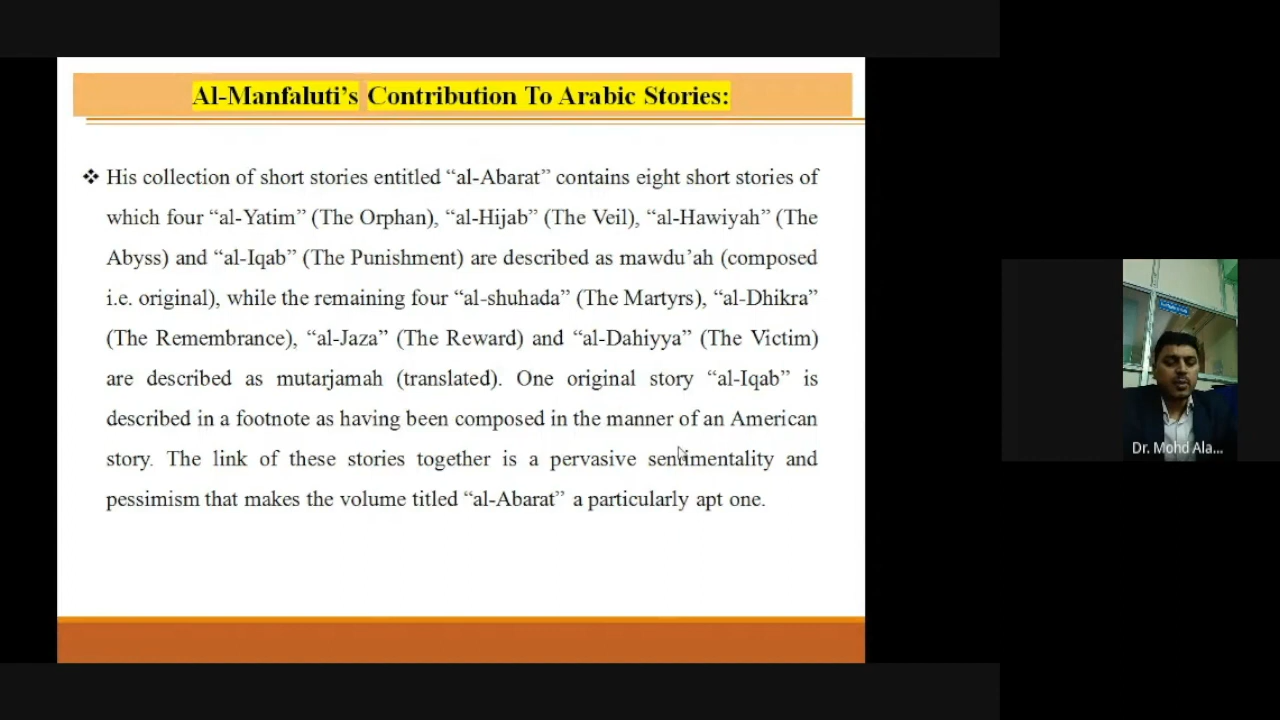 Al-Manfaluti’s Contribution To Arabic Stories:
❖ His collection of short stories entitled “al-Abarat” contains eight short stories of
which four “al-Yatim” (The Orphan), “al-Hijab” (The Veil), “al-Hawiyah” (The
Abyss) and “al-Iqab” (The Punishment) are described as mawdu’ah (composed
i.e. original), while the remaining four “al-shuhada” (The Martyrs), “al-Dhikra”
(The Remembrance), “al-Jaza” (The Reward) and “al-Dahiyya” (The Victim)
are described as mutarjamah (translated). One original story “al-Iqab” is
described in a footnote as having been composed in the manner of an American
story. The link of these stories together is a pervasive sentimentality and
pessimism that makes the volume titled “al-Abarat” a particularly apt one.
Dr. Mohd Ala...